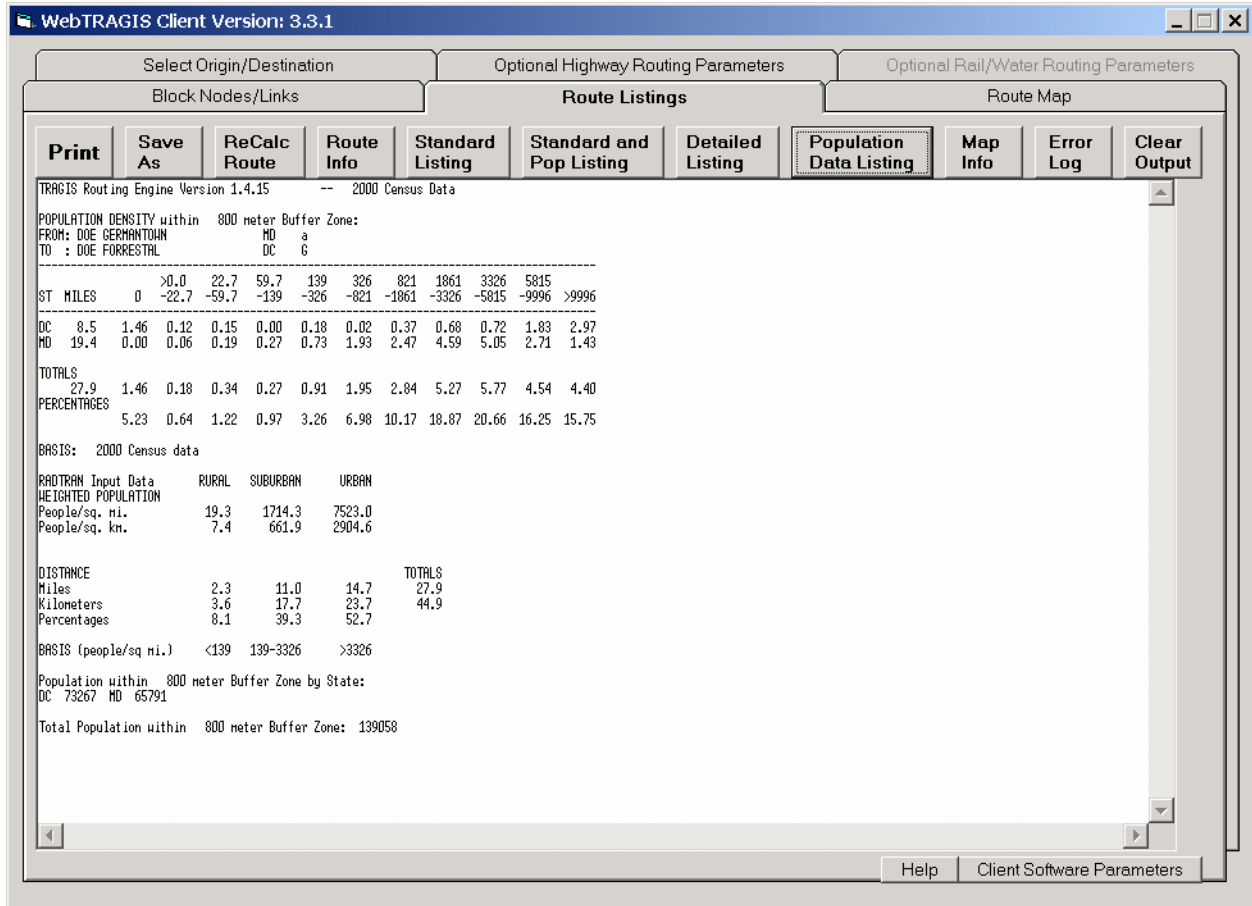 WebTRAGIS Client Version: 3.3.1
Select Origin/Destination Optional Highway Routing Parameters Optional Rail/Water Routing Parameters
Block Nodes/Links Route Listings Route Map
Print Save As ReCalc Route Route Info Standard Listing Standard and Pop Listing Detailed Listing Population Data Listing Map Info Error Log Clear Output
TRAGIS Routing Engine Version 1.4.15 -- 2000 Census Data
POPULATION DENSITY within 800 meter Buffer Zone:
FROM: DOE GERMANTOWN MD a
TO : DOE FORRESTAL DC G
--------------------------------------------------------------------------------
>0.0 22.7 59.7 139 326 821 1861 3326 5815
ST MILES 0 -22.7 -59.7 -139 -326 -821 -1861 -3326 -5815 -9996 >9996
--------------------------------------------------------------------------------
DC 8.5 1.46 0.12 0.15 0.00 0.18 0.02 0.37 0.68 0.72 1.83 2.97
MD 19.4 0.00 0.06 0.19 0.27 0.73 1.93 2.47 4.59 5.05 2.71 1.43
TOTALS
27.9 1.46 0.18 0.34 0.27 0.91 1.95 2.84 5.27 5.77 4.54 4.40
PERCENTAGES
5.23 0.64 1.22 0.97 3.26 6.98 10.17 18.87 20.66 16.25 15.75
BASIS: 2000 Census data
RADTRAN Input Data RURAL SUBURBAN URBAN
WEIGHTED POPULATION
People/sq. mi. 19.3 1714.3 7523.0
People/sq. km. 7.4 661.9 2904.6
DISTANCE TOTALS
Miles 2.3 11.0 14.7 27.9
Kilometers 3.6 17.7 23.7 44.9
Percentages 8.1 39.3 52.7
BASIS (people/sq mi.) <139 139-3326 >3326
Population within 800 meter Buffer Zone by State:
DC 73267 MD 65791
Total Population within 800 meter Buffer Zone: 139058
Help Client Software Parameters